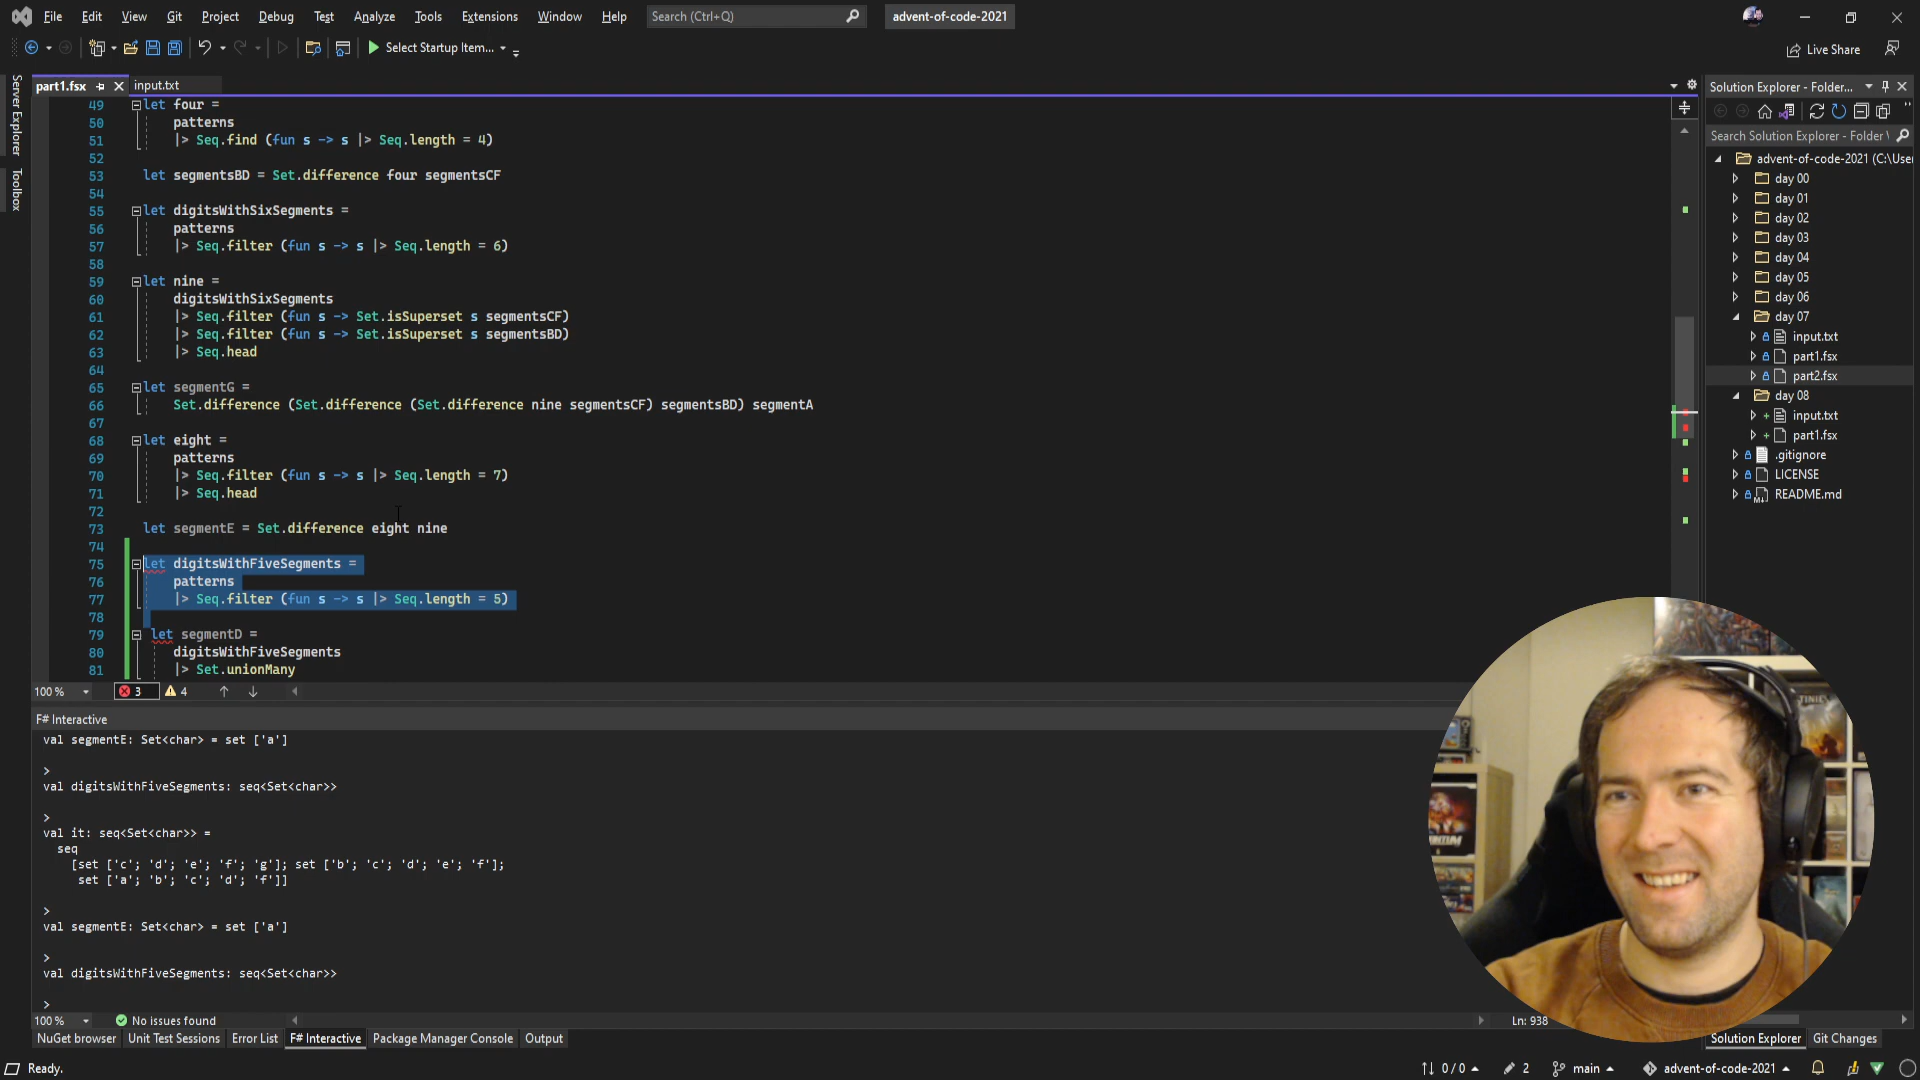 File Edit View Git Project Debug Test Analyze Tools Extensions Window Help Search (Ctrl+Q) advent-of-code-2021
Select Startup Item... Live Share
Server Explorer
Toolbox
part1.fsx input.txt
49 let four =
50 patterns
51 |> Seq.find (fun s -> s |> Seq.length = 4)
52
53 let segmentsBD = Set.difference four segmentsCF
54
55 let digitsWithSixSegments =
56 patterns
57 |> Seq.filter (fun s -> s |> Seq.length = 6)
58
59 let nine =
60 digitsWithSixSegments
61 |> Seq.filter (fun s -> Set.isSuperset s segmentsCF)
62 |> Seq.filter (fun s -> Set.isSuperset s segmentsBD)
63 |> Seq.head
64
65 let segmentG =
66 Set.difference (Set.difference (Set.difference nine segmentsCF) segmentsBD) segmentA
67
68 let eight =
69 patterns
70 |> Seq.filter (fun s -> s |> Seq.length = 7)
71 |> Seq.head
72
73 let segmentE = Set.difference eight nine
74
75 let digitsWithFiveSegments =
76 patterns
77 |> Seq.filter (fun s -> s |> Seq.length = 5)
78
79 let segmentD =
80 digitsWithFiveSegments
81 |> Set.unionMany
100 % 3 4
F# Interactive
val segmentE: Set<char> = set ['a']
>
val digitsWithFiveSegments: seq<Set<char>>
>
val it: seq<Set<char>> =
seq
[set ['c'; 'd'; 'e'; 'f'; 'g']; set ['b'; 'c'; 'd'; 'e'; 'f'];
set ['a'; 'b'; 'c'; 'd'; 'f']]
>
val segmentE: Set<char> = set ['a']
>
val digitsWithFiveSegments: seq<Set<char>>
>
100 % No issues found Ln: 938
NuGet browser Unit Test Sessions Error List F# Interactive Package Manager Console Output
Solution Explorer - Folder...
Search Solution Explorer - Folder
advent-of-code-2021 (C:\User
day 00
day 01
day 02
day 03
day 04
day 05
day 06
day 07
input.txt
part1.fsx
part2.fsx
day 08
input.txt
part1.fsx
.gitignore
LICENSE
README.md
Solution Explorer Git Changes
Ready. 0 / 0 2 main advent-of-code-2021